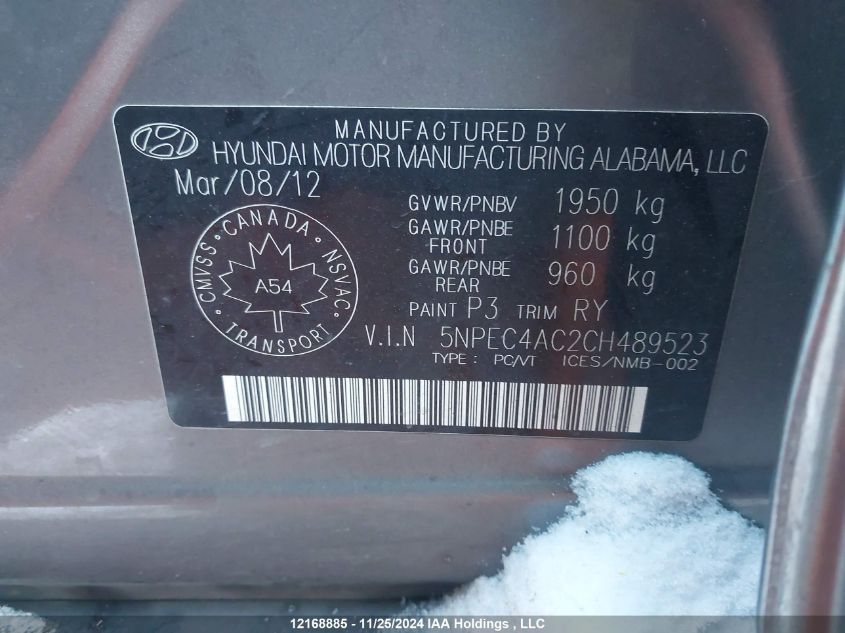 MANUFACTURED BY
HYUNDAI MOTOR MANUFACTURING ALABAMA, LLC
Mar/08/12
GVWR/PNBV 1950 kg
GAWR/PNBE FRONT 1100 kg
GAWR/PNBE REAR 960 kg
PAINT P3 TRIM RY
CMVSS · CANADA · NSVAC · TRANSPORT ·
A54
V.I.N 5NPEC4AC2CH489523
TYPE : PC/VT ICES/NMB-002
12168885 - 11/25/2024 IAA Holdings , LLC